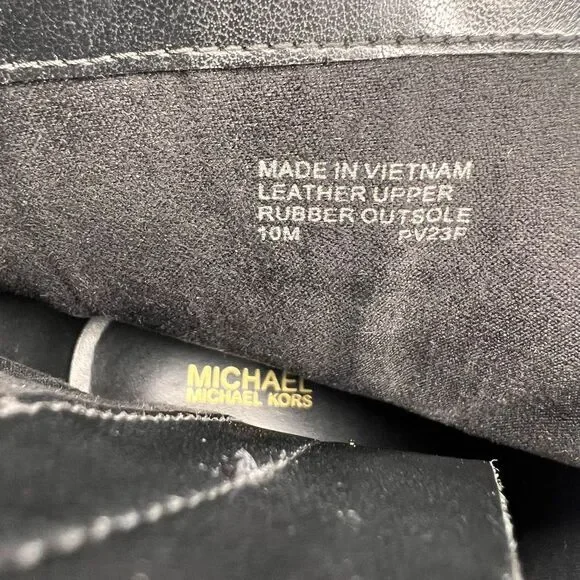 MADE IN VIETNAM
LEATHER UPPER
RUBBER OUTSOLE
10M PV23F
MICHAEL
MICHAEL KORS